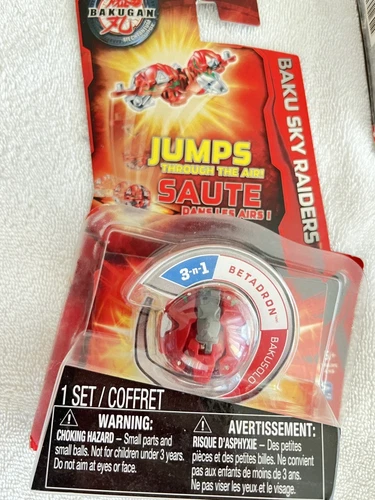 BAKUGAN
BAKU SKY RAIDERS
JUMPS
THROUGH THE AIR!
SAUTE
DANS LES AIRS !
3-n-1
BETADRON™
BAKUSOLO
1 SET / COFFRET
WARNING:
CHOKING HAZARD – Small parts and
small balls. Not for children under 3 years.
Do not aim at eyes or face.
AVERTISSEMENT:
RISQUE D'ASPHYXIE – Des petites
pièces et des petites billes. Ne convient
pas aux enfants de moins de 3 ans.
Ne pas viser les yeux et le visage.